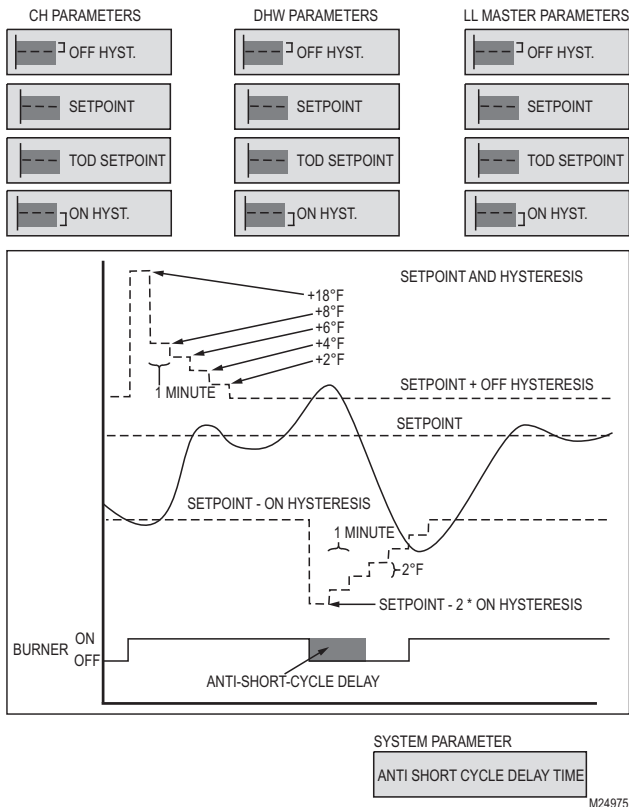 CH PARAMETERS
DHW PARAMETERS
LL MASTER PARAMETERS
OFF HYST.
OFF HYST.
OFF HYST.
SETPOINT
SETPOINT
SETPOINT
TOD SETPOINT
TOD SETPOINT
TOD SETPOINT
ON HYST.
ON HYST.
ON HYST.
SETPOINT AND HYSTERESIS
+18°F
+8°F
+6°F
+4°F
+2°F
1 MINUTE
SETPOINT + OFF HYSTERESIS
SETPOINT
SETPOINT - ON HYSTERESIS
1 MINUTE
2°F
SETPOINT - 2 * ON HYSTERESIS
BURNER
ON
OFF
ANTI-SHORT-CYCLE DELAY
SYSTEM PARAMETER
ANTI SHORT CYCLE DELAY TIME
M24975